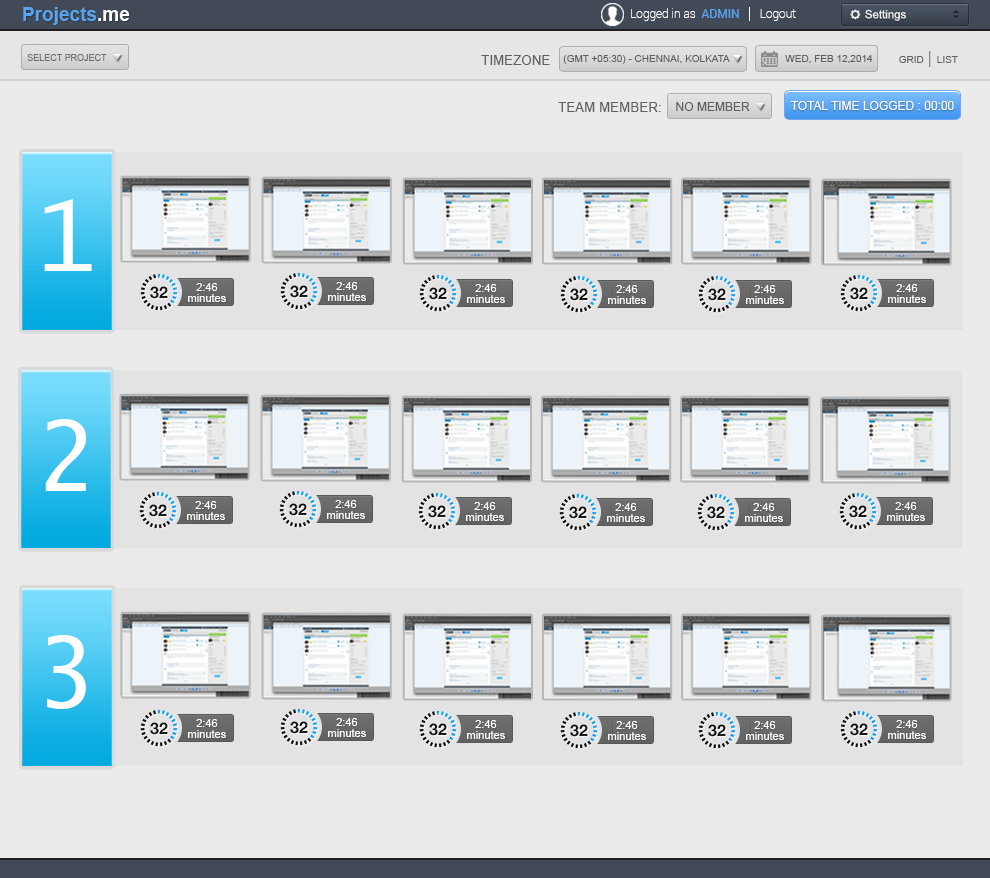 Projects.me
Logged in as ADMIN | Logout
Settings
SELECT PROJECT
TIMEZONE
(GMT +05:30) - CHENNAI, KOLKATA
WED, FEB 12,2014
GRID | LIST
TEAM MEMBER:
NO MEMBER
TOTAL TIME LOGGED : 00:00
1
32
2:46
minutes
32
2:46
minutes
32
2:46
minutes
32
2:46
minutes
32
2:46
minutes
32
2:46
minutes
2
32
2:46
minutes
32
2:46
minutes
32
2:46
minutes
32
2:46
minutes
32
2:46
minutes
32
2:46
minutes
3
32
2:46
minutes
32
2:46
minutes
32
2:46
minutes
32
2:46
minutes
32
2:46
minutes
32
2:46
minutes